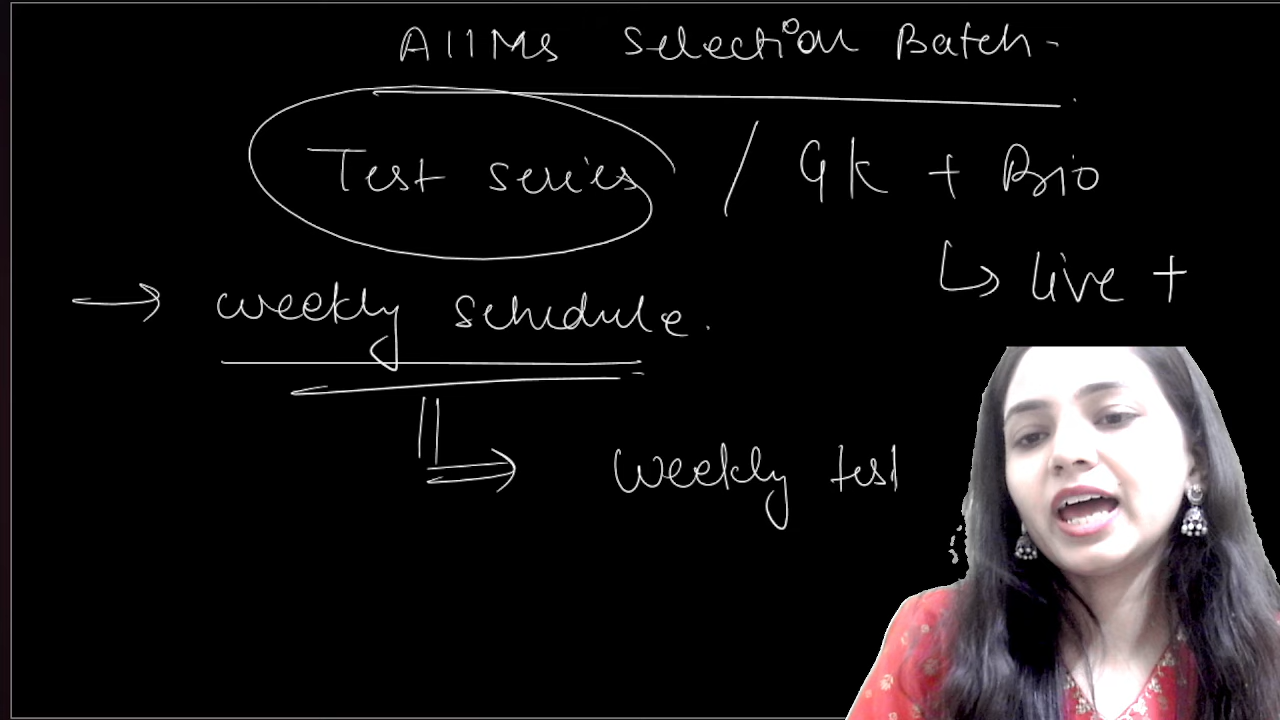 AIIMS Selection Batch -
Test series / GK + Bio
↳ live +
→ weekly schedule.
⇒ weekly test